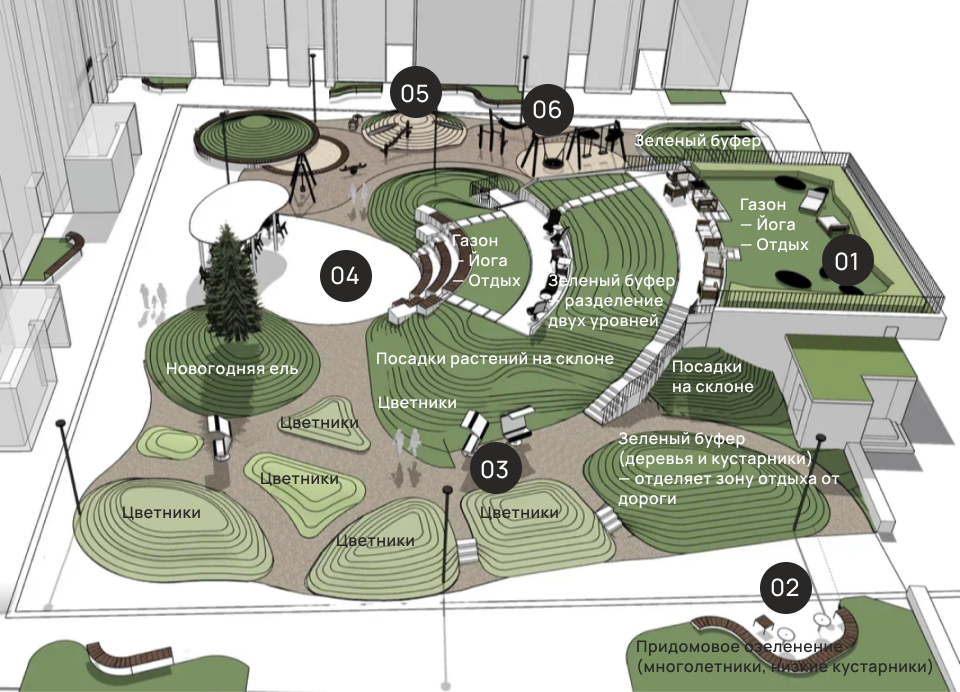 05
06
Зеленый буфер
Газон
– Йога
– Отдых
01
Газон
– Йога
– Отдых
04
Зеленый буфер
– разделение
двух уровней
Посадки растений на склоне
Посадки
на склоне
Новогодняя ель
Цветники
Цветники
Зеленый буфер
(деревья и кустарники)
– отделяет зону отдыха от
дороги
03
Цветники
Цветники
Цветники
Цветники
02
Придомовое озеленение
(многолетники, низкие кустарники)